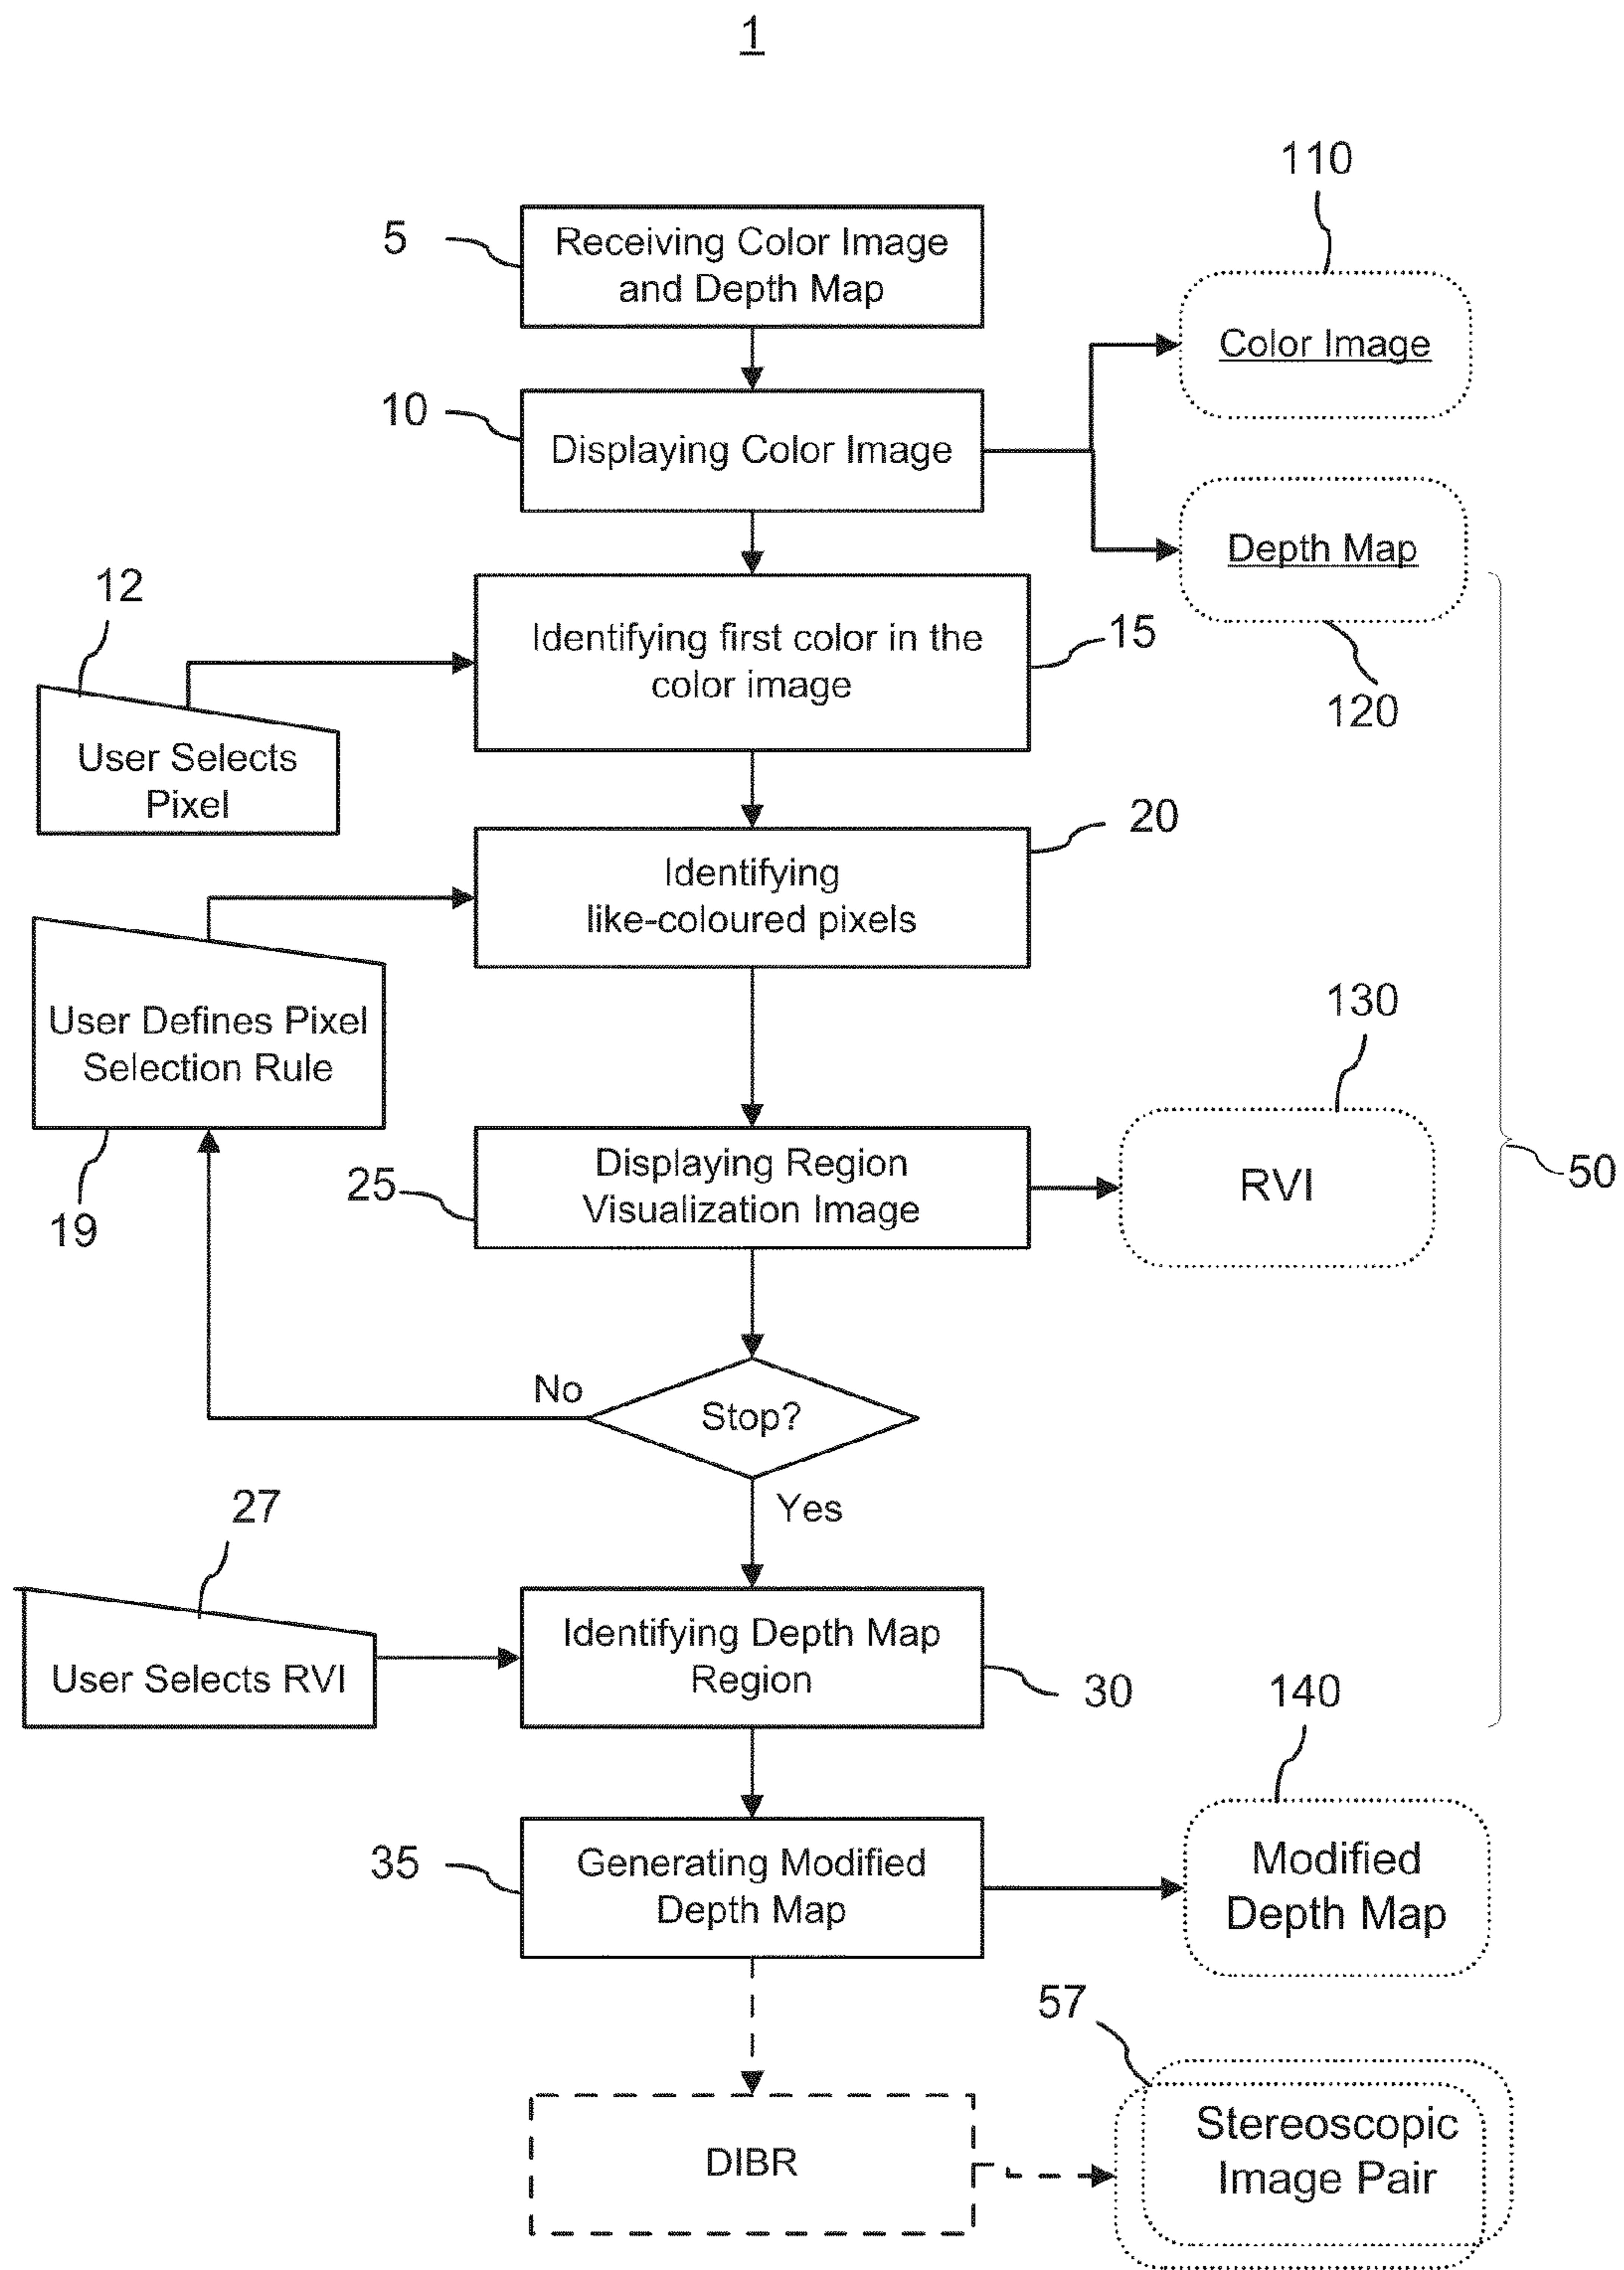 1
110
5
Receiving Color Image
and Depth Map
Color Image
10
Displaying Color Image
Depth Map
12
15
Identifying first color in the
color image
120
User Selects
Pixel
20
Identifying
like-coloured pixels
130
User Defines Pixel
Selection Rule
19
25
Displaying Region
Visualization Image
RVI
50
No
Stop?
Yes
27
User Selects RVI
Identifying Depth Map
Region
30
140
35
Generating Modified
Depth Map
Modified
Depth Map
57
DIBR
Stereoscopic
Image Pair